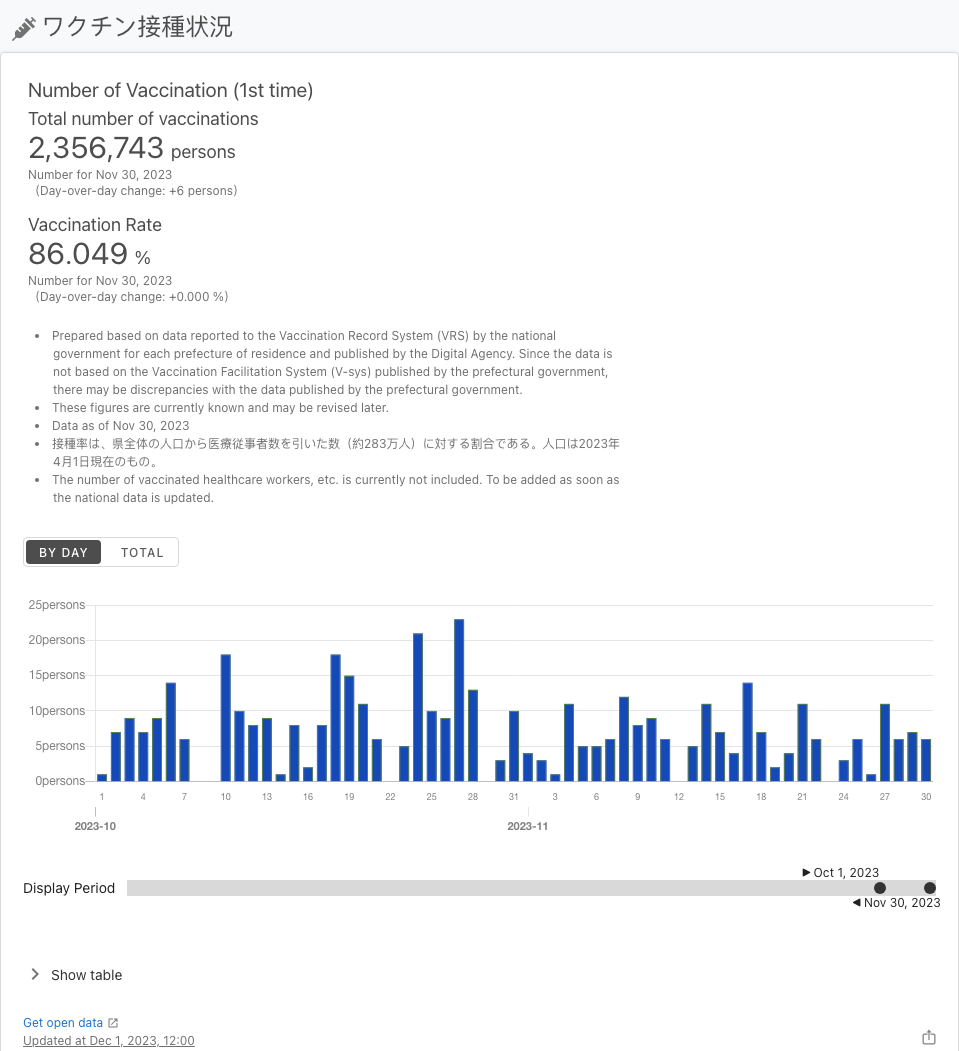 ワクチン接種状況
Number of Vaccination (1st time)
Total number of vaccinations
2,356,743 persons
Number for Nov 30, 2023
(Day-over-day change: +6 persons)
Vaccination Rate
86.049 %
Number for Nov 30, 2023
(Day-over-day change: +0.000 %)
• Prepared based on data reported to the Vaccination Record System (VRS) by the national
government for each prefecture of residence and published by the Digital Agency. Since the data is
not based on the Vaccination Facilitation System (V-sys) published by the prefectural government,
there may be discrepancies with the data published by the prefectural government.
• These figures are currently known and may be revised later.
• Data as of Nov 30, 2023
• 接種率は、県全体の人口から医療従事者数を引いた数（約283万人）に対する割合である。人口は2023年
4月1日現在のもの。
• The number of vaccinated healthcare workers, etc. is currently not included. To be added as soon as
the national data is updated.
BY DAY TOTAL
25persons
20persons
15persons
10persons
5persons
0persons
1 4 7 10 13 16 19 22 25 28 31 3 6 9 12 15 18 21 24 27 30
2023-10 2023-11
Oct 1, 2023
Display Period
Nov 30, 2023
Show table
Get open data
Updated at Dec 1, 2023, 12:00